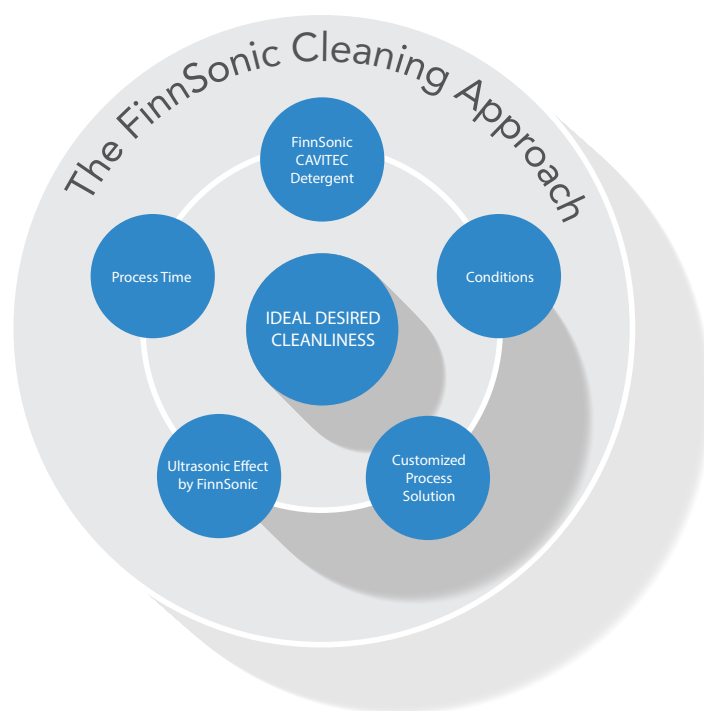 The FinnSonic Cleaning Approach
FinnSonic
CAVITEC
Detergent
Process Time
Conditions
IDEAL DESIRED
CLEANLINESS
Ultrasonic Effect
by FinnSonic
Customized
Process
Solution